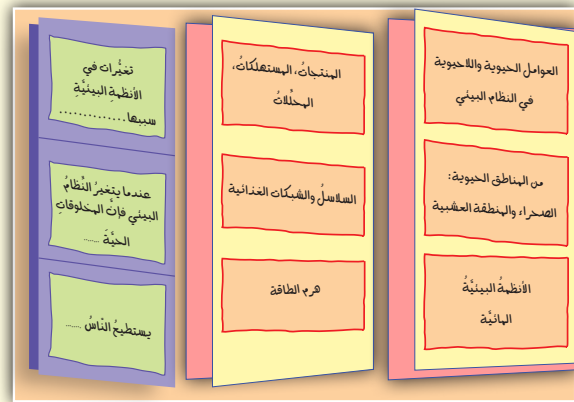 العوامل الحيوية واللاحيوية
في النظام البيئي
من المناطق الحيوية:
الصحراء والمنطقة العشبية
الأنظمةُ البيئيَّةُ
المائيَّة
المنتجاتُ، المستهلكاتُ،
المحلِّلاتُ
السلاسلُ والشبكات الغذائية
هرم الطاقة
تغيُّرات في
الأنظمةِ البيئيَّةِ
سببها..............
عندما يتغيرُ النِّظامُ
البيئي فإنَّ المخلوقاتِ
الحيَّةَ ........
يستطيعُ النَّاسُ ........